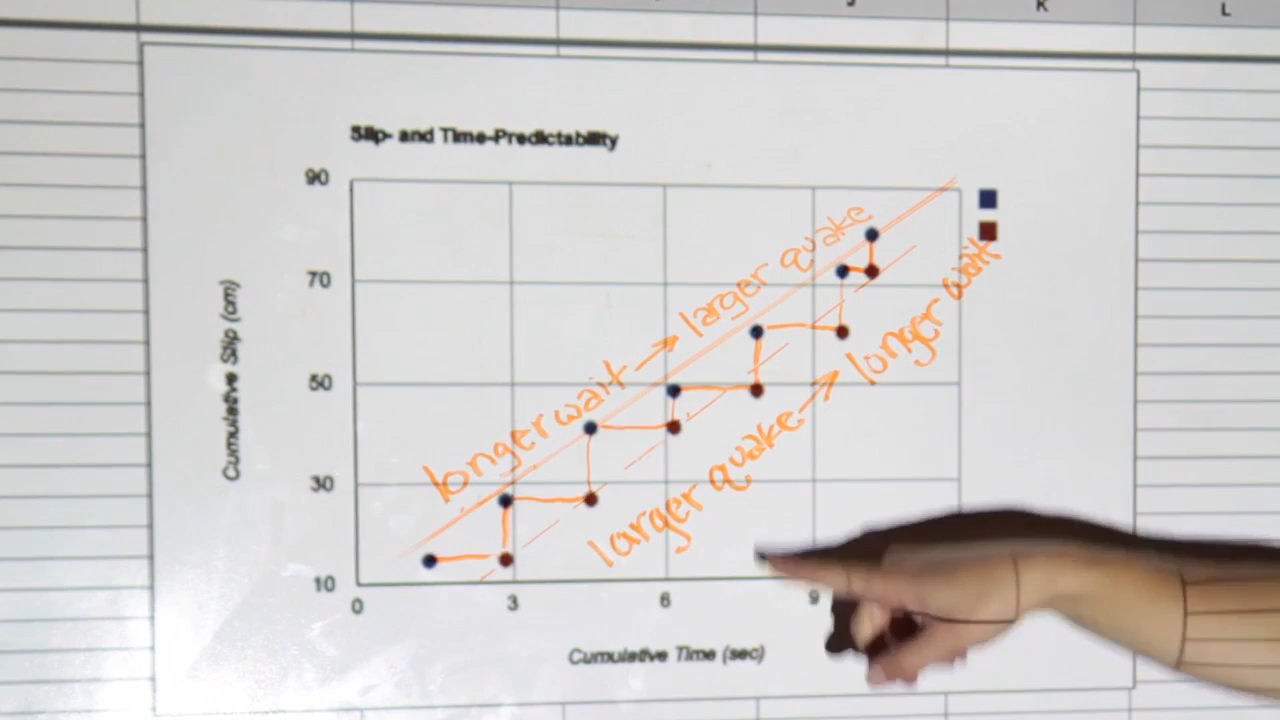 K
L
Slip- and Time-Predictability
90
70
50
30
10
0
3
6
9
Cumulative Slip (cm)
Cumulative Time (sec)
longer wait → larger quake
larger quake → longer wait